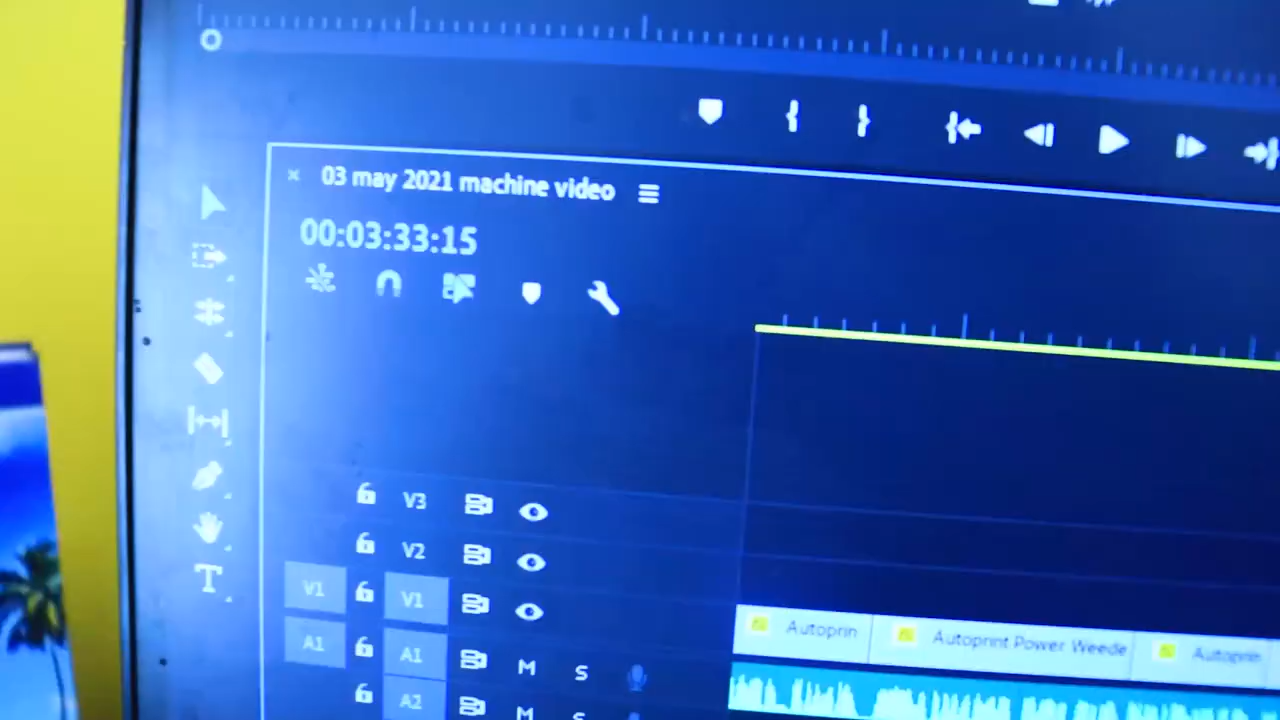 03 may 2021 machine video
00:03:33:15
V3
V2
V1 V1
Autoprin Autoprint Power Weede Autoprin
A1 A1 M S
A2 M S
T